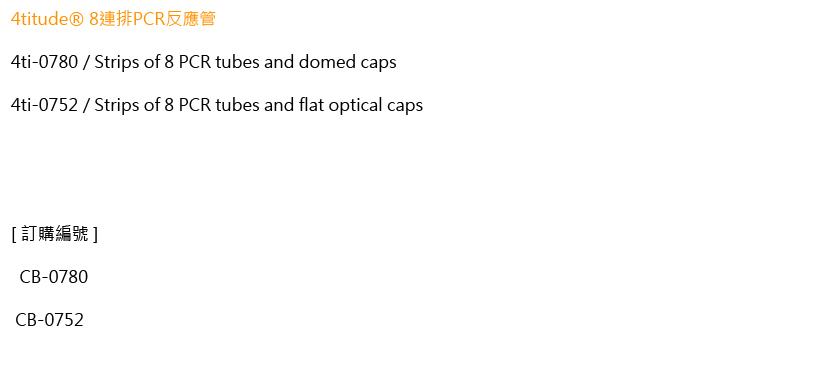 4titude® 8連排PCR反應管
4ti-0780 / Strips of 8 PCR tubes and domed caps
4ti-0752 / Strips of 8 PCR tubes and flat optical caps
[ 訂購編號 ]
CB-0780
CB-0752